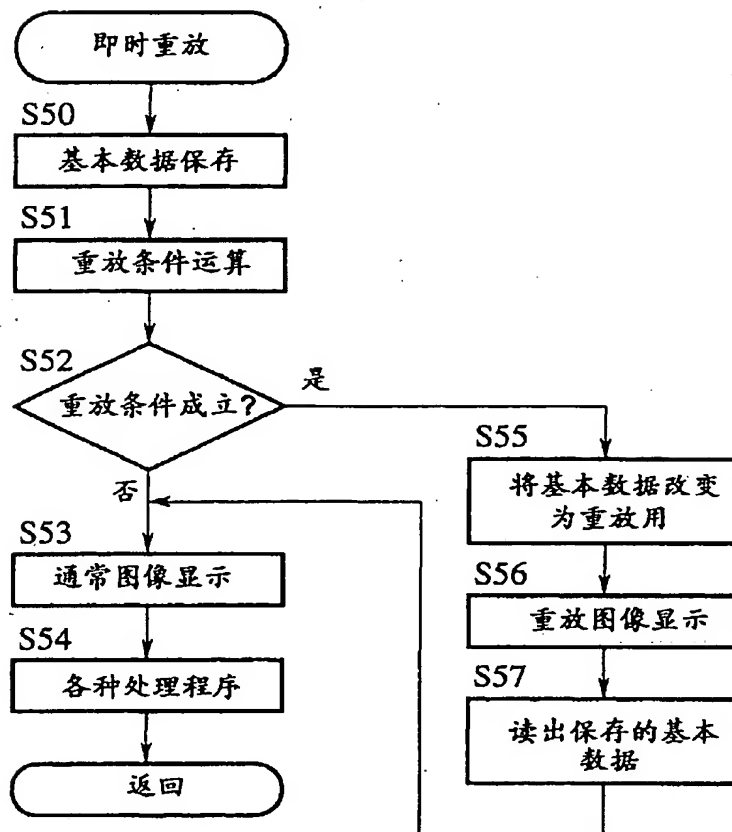 即时重放
S50
基本数据保存
S51
重放条件运算
S52
重放条件成立?
是
否
S53
通常图像显示
S54
各种处理程序
返回
S55
将基本数据改变
为重放用
S56
重放图像显示
S57
读出保存的基本
数据